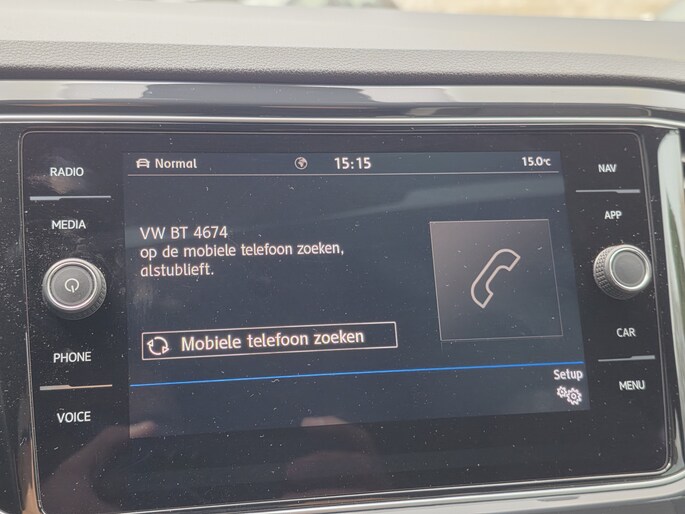 RADIO
MEDIA
PHONE
VOICE
Normal
15:15
15.0°C
VW BT 4674
op de mobiele telefoon zoeken,
alstublieft.
Mobiele telefoon zoeken
Setup
NAV
APP
CAR
MENU